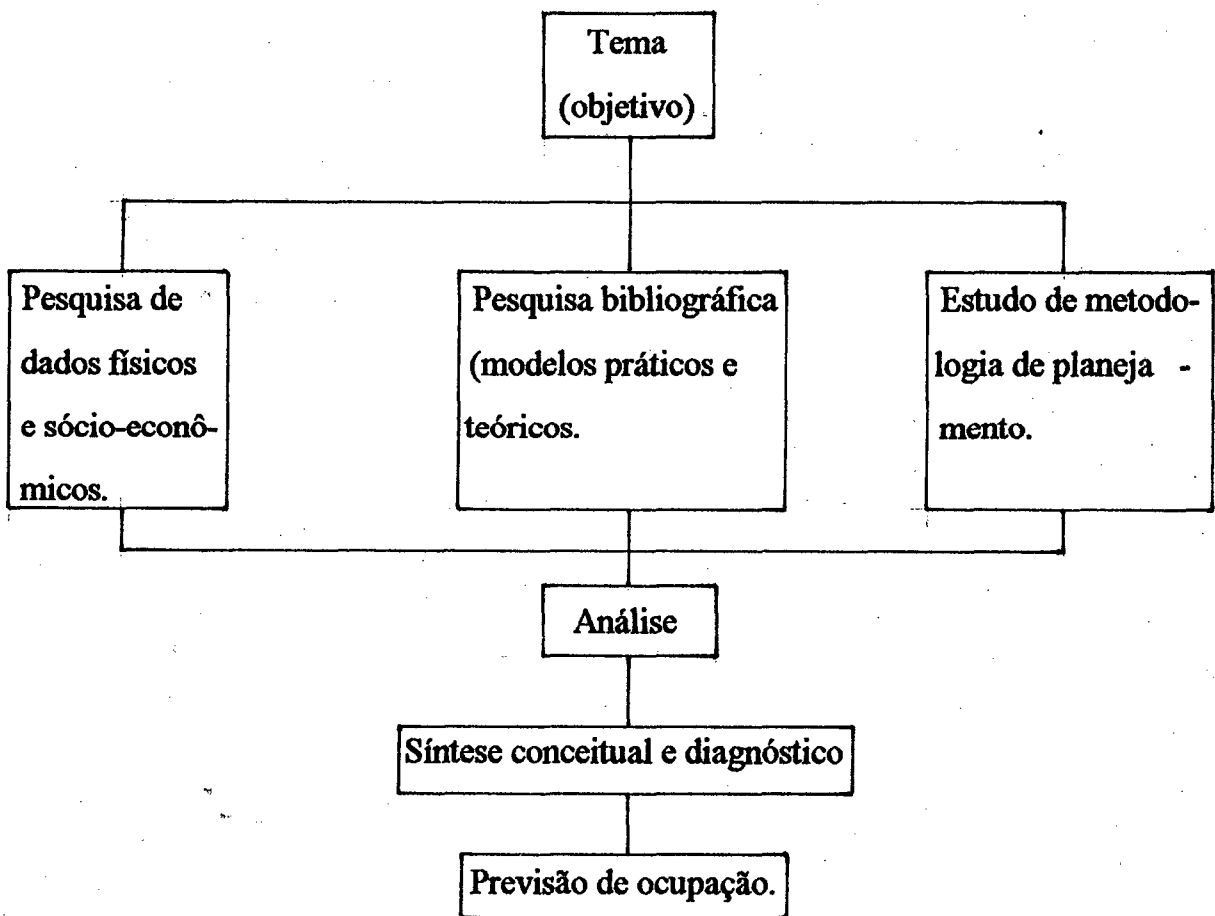 Tema
(objetivo)
Pesquisa de
dados físicos
e sócio-econô-
micos.
Pesquisa bibliográfica
(modelos práticos e
teóricos.
Estudo de metodo-
logia de planeja -
mento.
Análise
Síntese conceitual e diagnóstico
Previsão de ocupação.